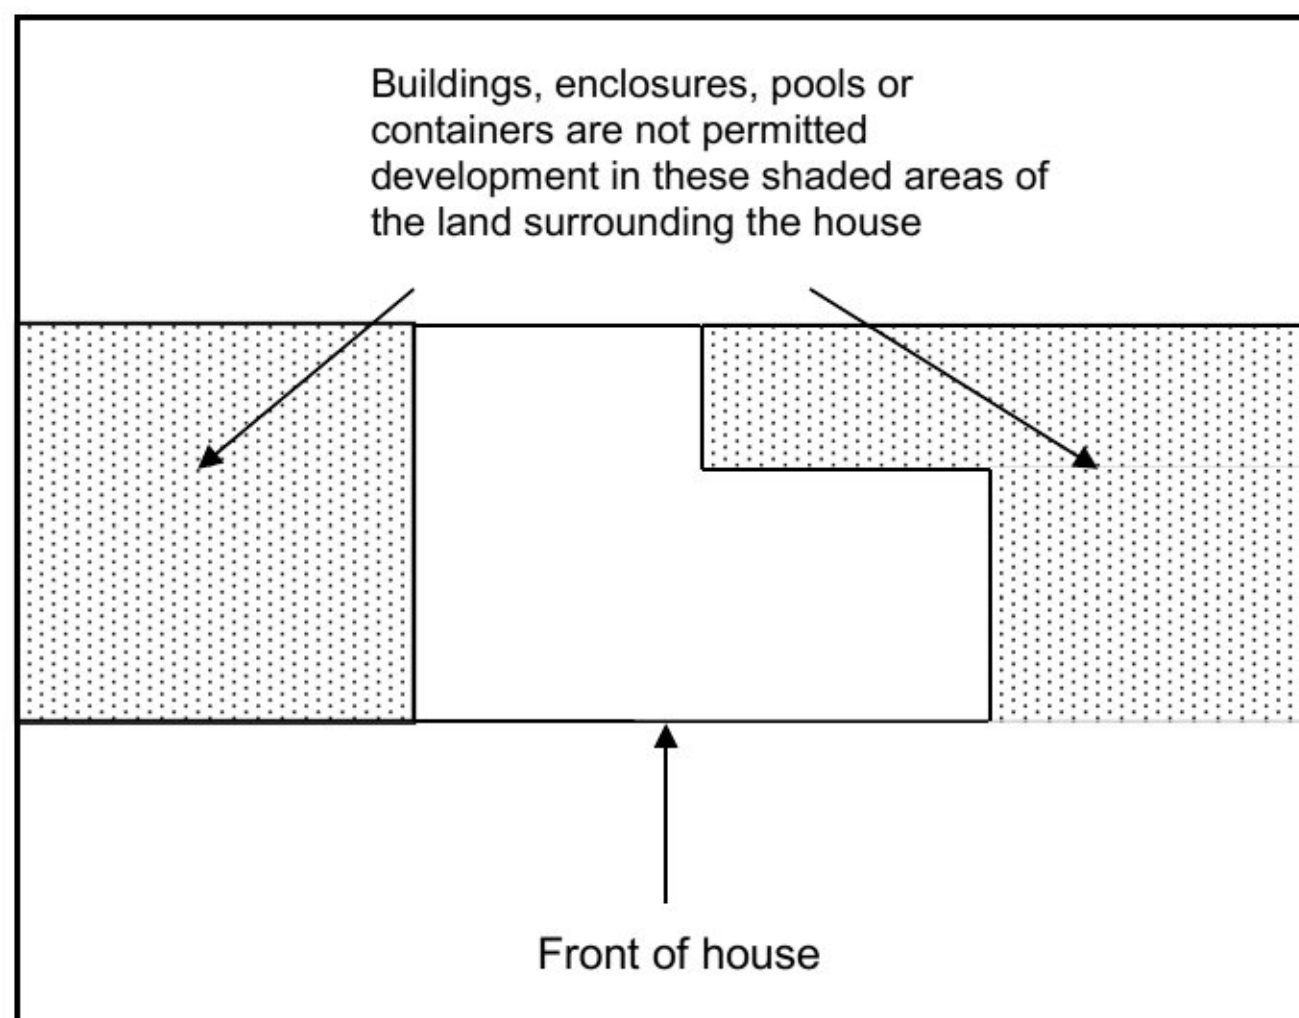 Buildings, enclosures, pools or
containers are not permitted
development in these shaded areas of
the land surrounding the house
Front of house